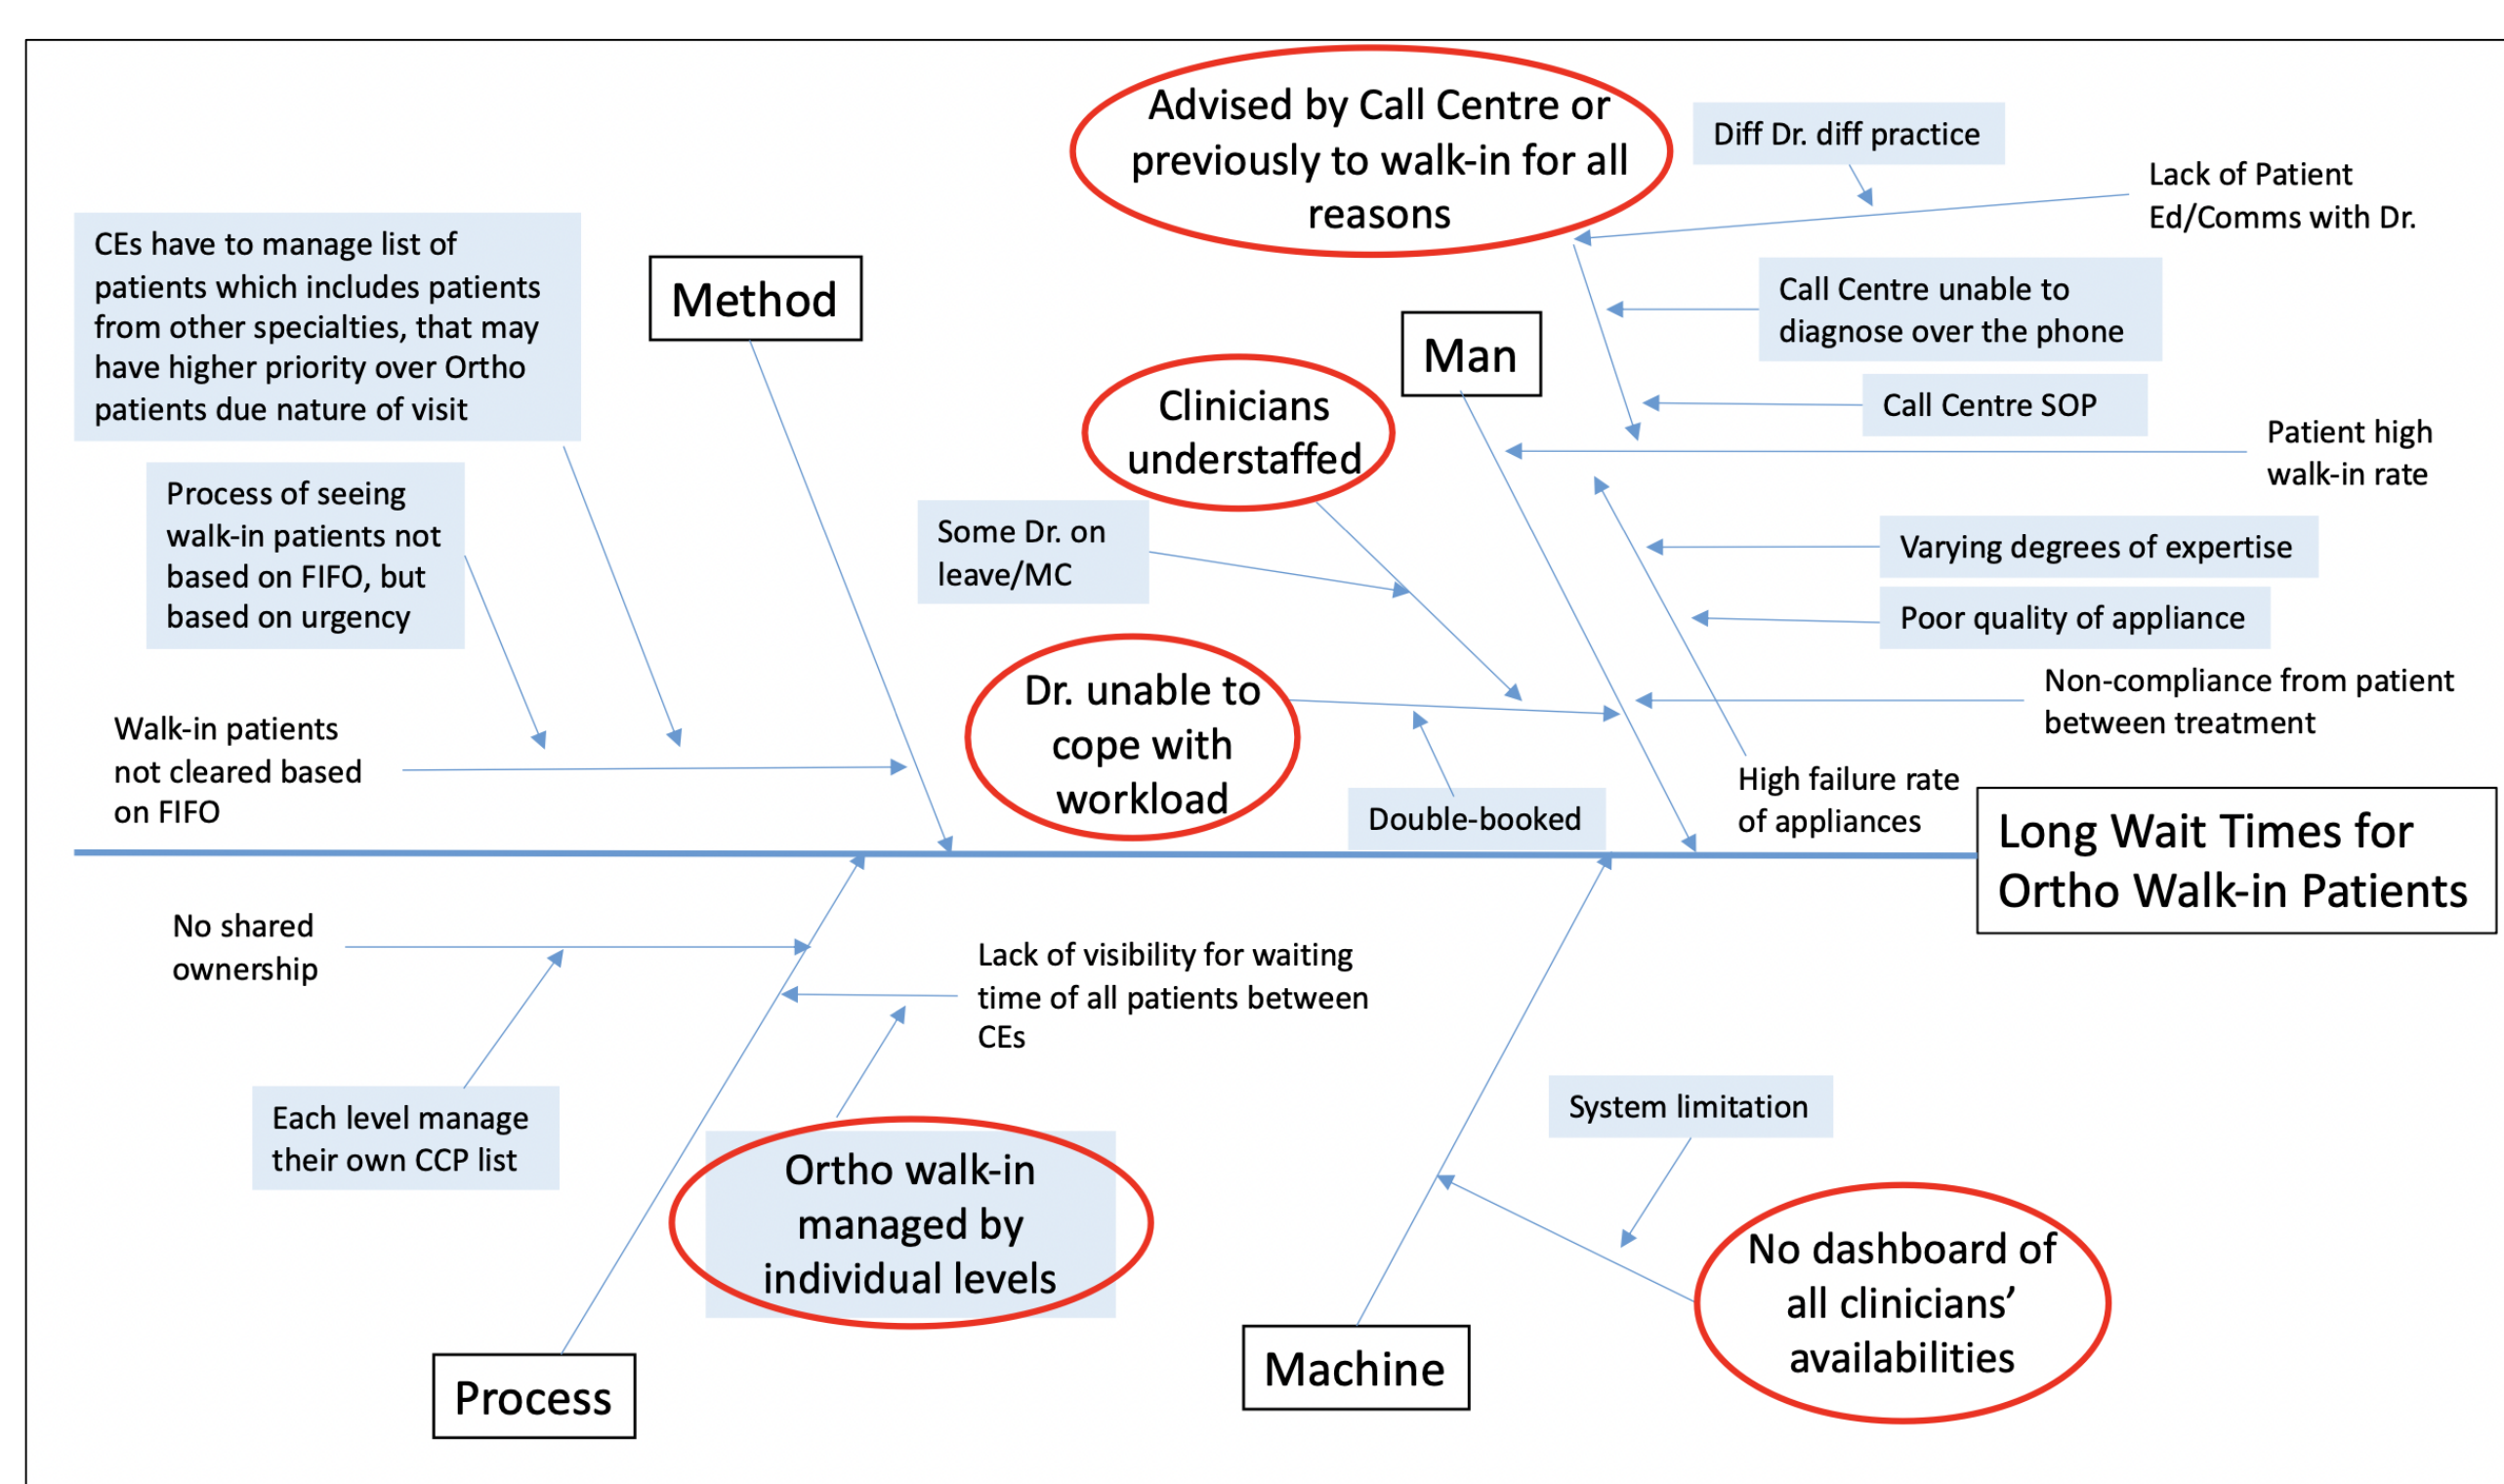 Advised by Call Centre or
previously to walk-in for all
reasons
Diff Dr. diff practice
Lack of Patient
Ed/Comms with Dr.
CEs have to manage list of
patients which includes patients
from other specialties, that may
have higher priority over Ortho
patients due nature of visit
Method
Call Centre unable to
diagnose over the phone
Man
Clinicians
understaffed
Call Centre SOP
Patient high
walk-in rate
Process of seeing
walk-in patients not
based on FIFO, but
based on urgency
Some Dr. on
leave/MC
Varying degrees of expertise
Poor quality of appliance
Dr. unable to
cope with
workload
Non-compliance from patient
between treatment
Walk-in patients
not cleared based
on FIFO
Double-booked
High failure rate
of appliances
Long Wait Times for
Ortho Walk-in Patients
No shared
ownership
Lack of visibility for waiting
time of all patients between
CEs
Each level manage
their own CCP list
Ortho walk-in
managed by
individual levels
System limitation
No dashboard of
all clinicians’
availabilities
Process
Machine